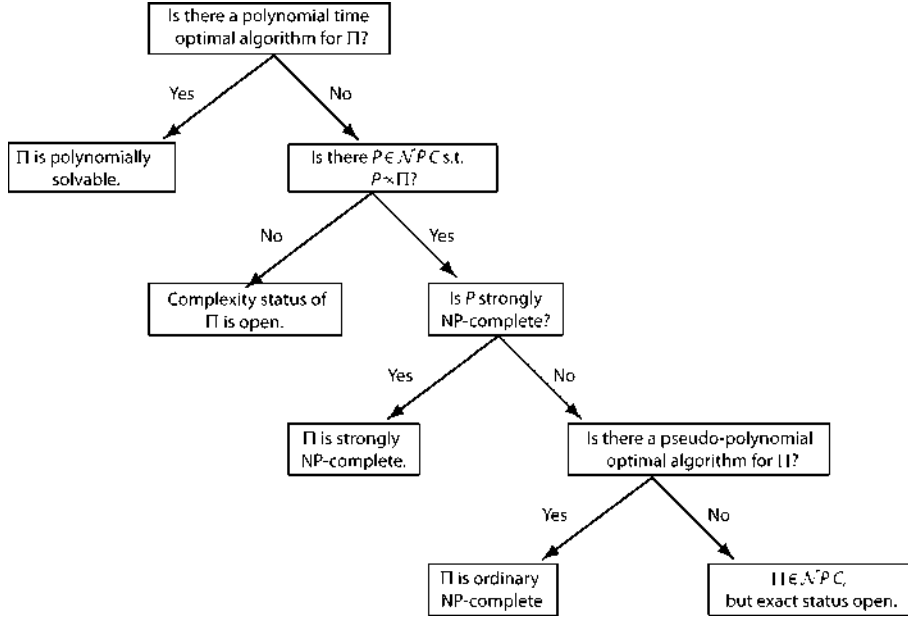 Is there a polynomial time
optimal algorithm for Π?
Yes
No
Π is polynomially
solvable.
Is there P ∈ 𝒩PC s.t.
P ∝ Π?
No
Yes
Complexity status of
Π is open.
Is P strongly
NP-complete?
Yes
No
Π is strongly
NP-complete.
Is there a pseudo-polynomial
optimal algorithm for Π?
Yes
No
Π is ordinary
NP-complete
Π ∈ 𝒩PC,
but exact status open.